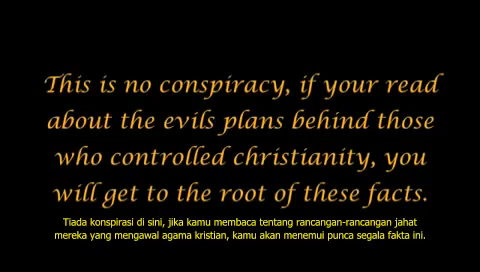 This is no conspiracy, if your read
about the evils plans behind those
who controlled christianity, you
will get to the root of these facts.
Tiada konspirasi di sini, jika kamu membaca tentang rancangan-rancangan jahat
mereka yang mengawal agama kristian, kamu akan menemui punca segala fakta ini.